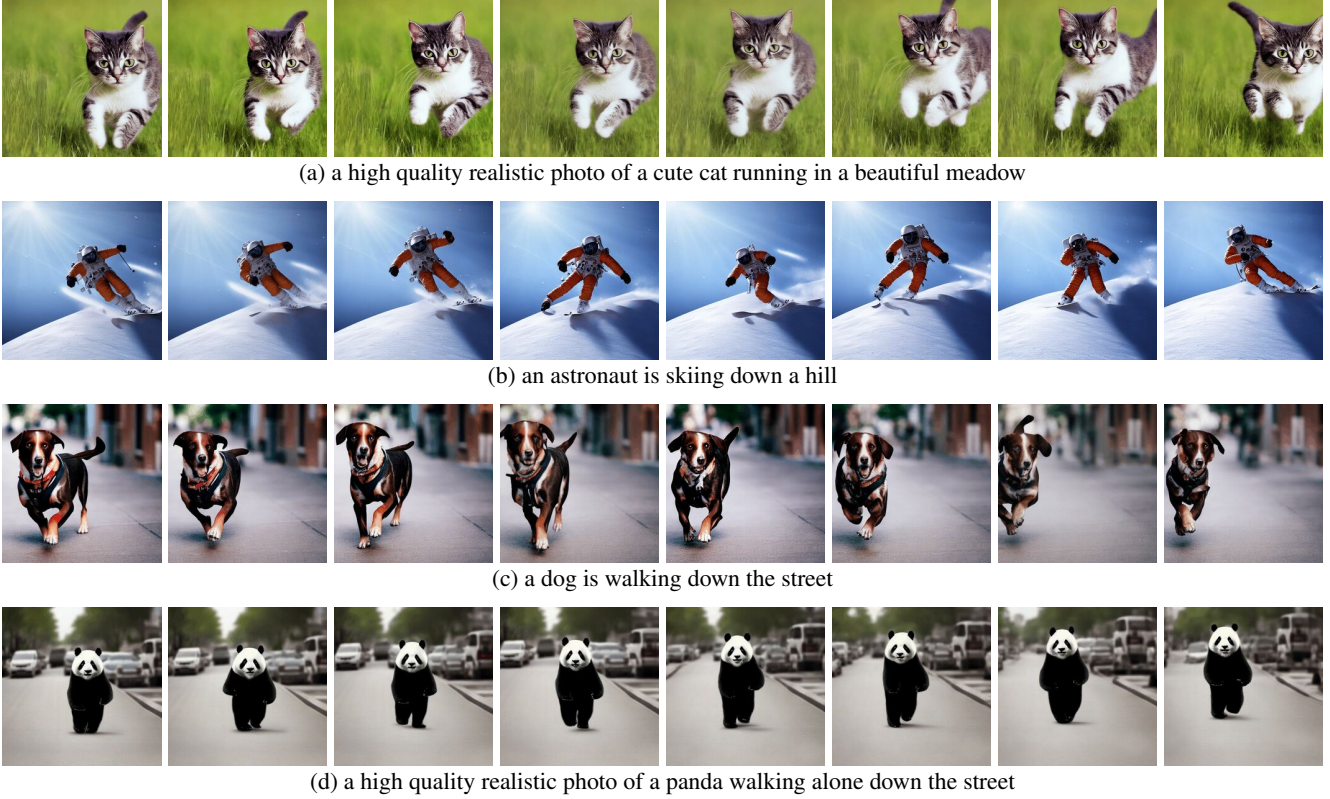 (a) a high quality realistic photo of a cute cat running in a beautiful meadow
(b) an astronaut is skiing down a hill
(c) a dog is walking down the street
(d) a high quality realistic photo of a panda walking alone down the street